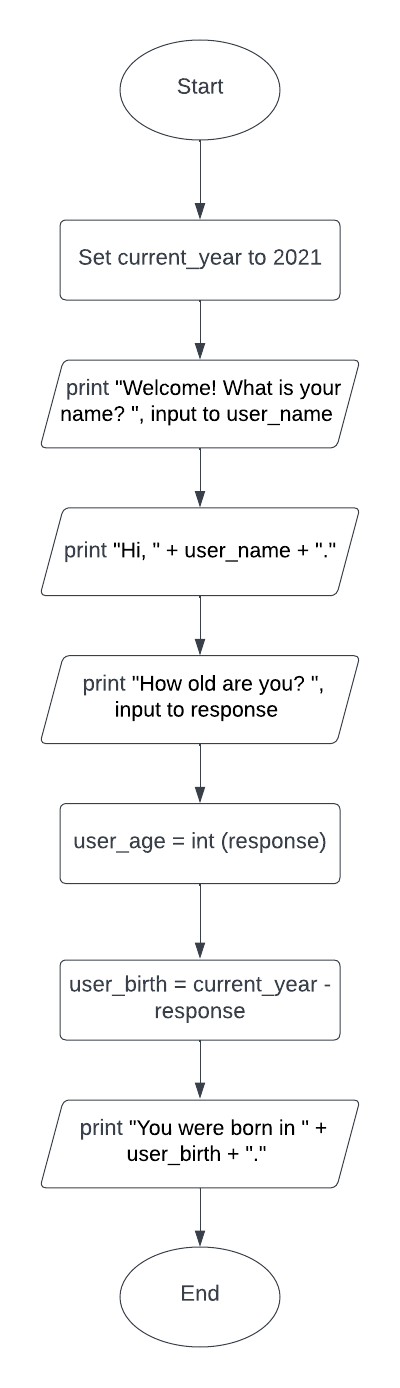 Start
Set current_year to 2021
print "Welcome! What is your
name? ", input to user_name
print "Hi, " + user_name + "."
print "How old are you? ",
input to response
user_age = int (response)
user_birth = current_year -
response
print "You were born in " +
user_birth + "."
End